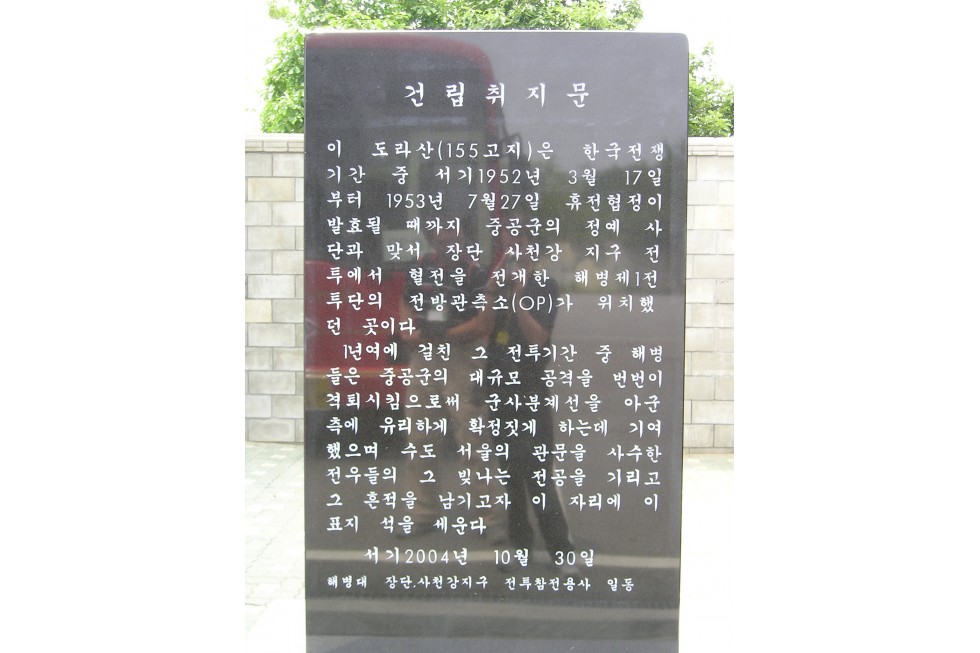 건립취지문
이 도라산(155고지)은 한국전쟁
기간 중 서기1952년 3월 17일
부터 1953년 7월27일 휴전협정이
발효될 때까지 중공군의 정예 사
단과 맞서 장단 사천강 지구 전
투에서 혈전을 전개한 해병제1전
투단의 전방관측소(OP)가 위치했
던 곳이다
1년여에 걸친 그 전투기간 중 해병
들은 중공군의 대규모 공격을 번번이
격퇴시킴으로써 군사분계선을 아군
측에 유리하게 확정짓게 하는데 기여
했으며 수도 서울의 관문을 사수한
전우들의 그 빛나는 전공을 기리고
그 흔적을 남기고자 이 자리에 이
표지 석을 세운다
서기2004년 10월 30일
해병대 장단.사천강지구 전투참전용사 일동